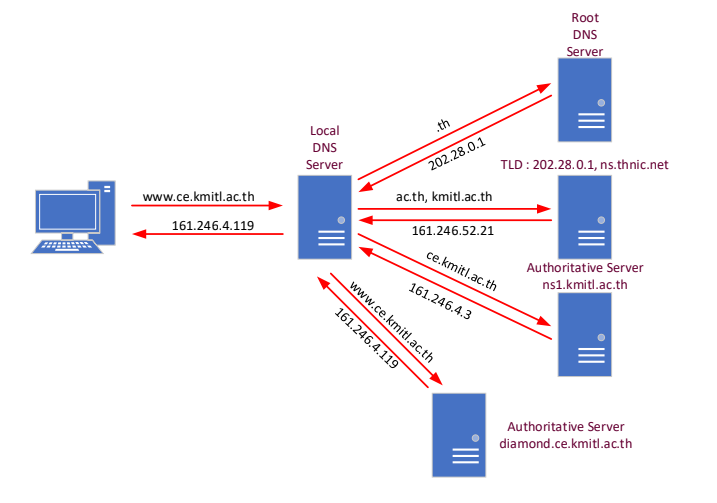 Root
DNS
Server
.th
202.28.0.1
Local
DNS
Server
TLD : 202.28.0.1, ns.thnic.net
www.ce.kmitl.ac.th
161.246.4.119
ac.th, kmitl.ac.th
161.246.52.21
ce.kmitl.ac.th
161.246.4.3
Authoritative Server
ns1.kmitl.ac.th
www.ce.kmitl.ac.th
161.246.4.119
Authoritative Server
diamond.ce.kmitl.ac.th